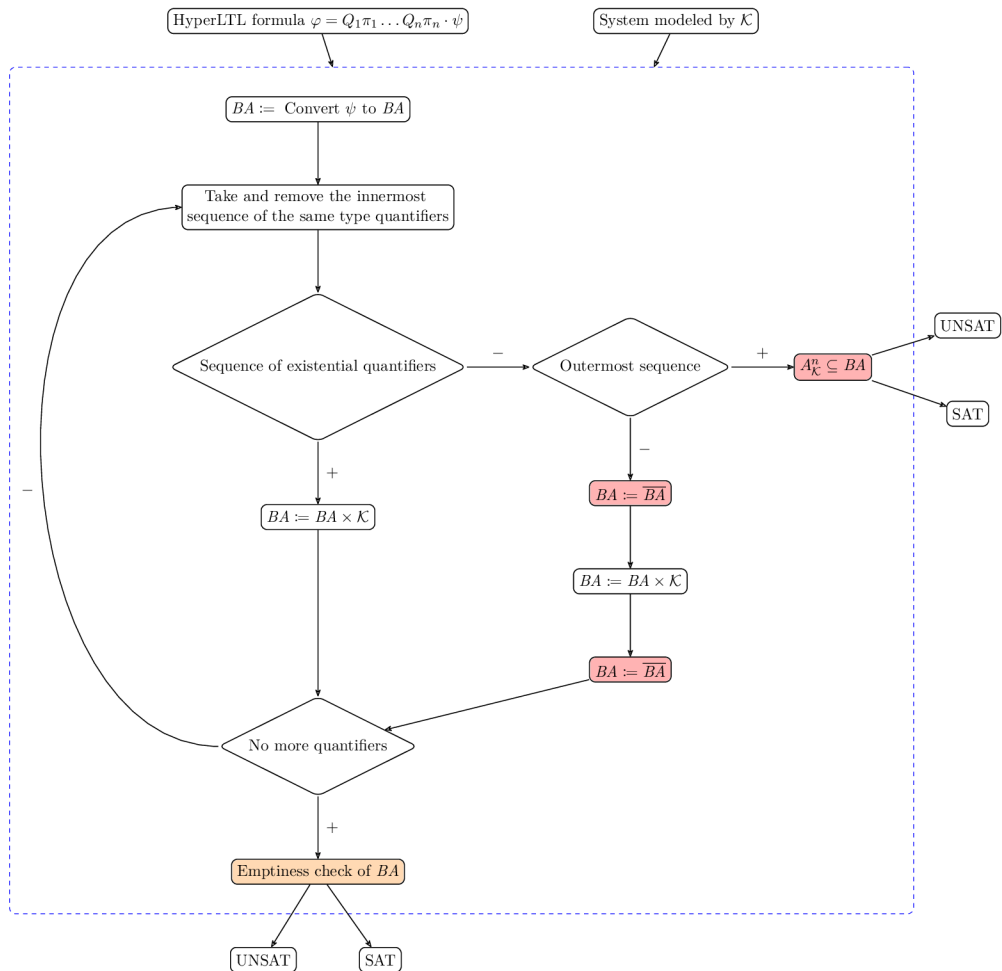 HyperLTL formula φ = Q₁π₁ … Qₙπₙ · ψ
System modeled by 𝒦
BA := Convert ψ to BA
Take and remove the innermost
sequence of the same type quantifiers
Sequence of existential quantifiers
−
Outermost sequence
+
A^n_𝒦 ⊆ BA
UNSAT
SAT
+
−
BA := BA × 𝒦
BA := \overline{BA}
BA := BA × 𝒦
BA := \overline{BA}
−
No more quantifiers
+
Emptiness check of BA
UNSAT
SAT